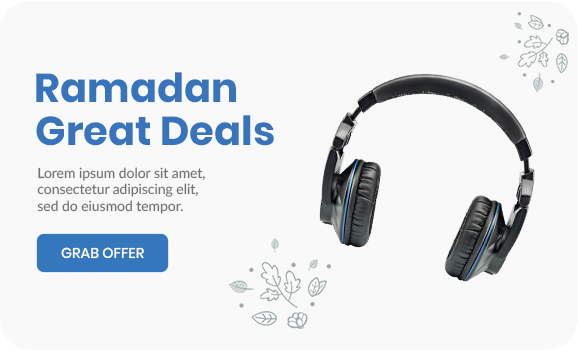 Ramadan
Great Deals
Lorem ipsum dolor sit amet,
consectetur adipiscing elit,
sed do eiusmod tempor.
GRAB OFFER